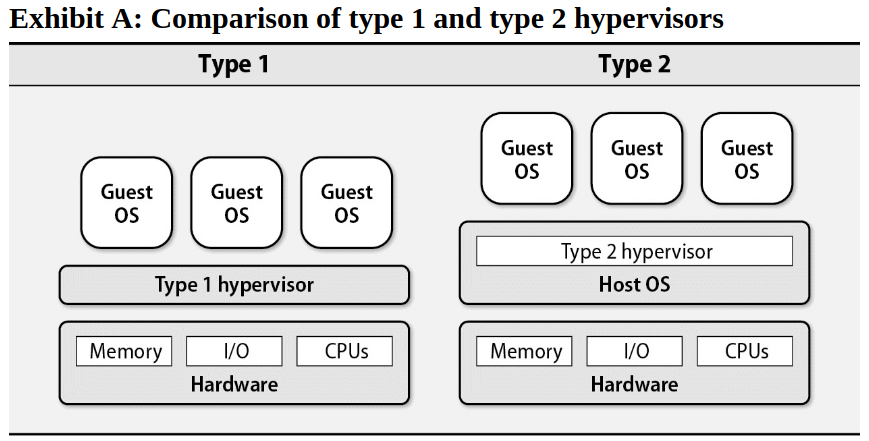 Exhibit A: Comparison of type 1 and type 2 hypervisors
Type 1
Type 2
Guest
OS
Guest
OS
Guest
OS
Type 1 hypervisor
Memory
I/O
CPUs
Hardware
Guest
OS
Guest
OS
Guest
OS
Type 2 hypervisor
Host OS
Memory
I/O
CPUs
Hardware